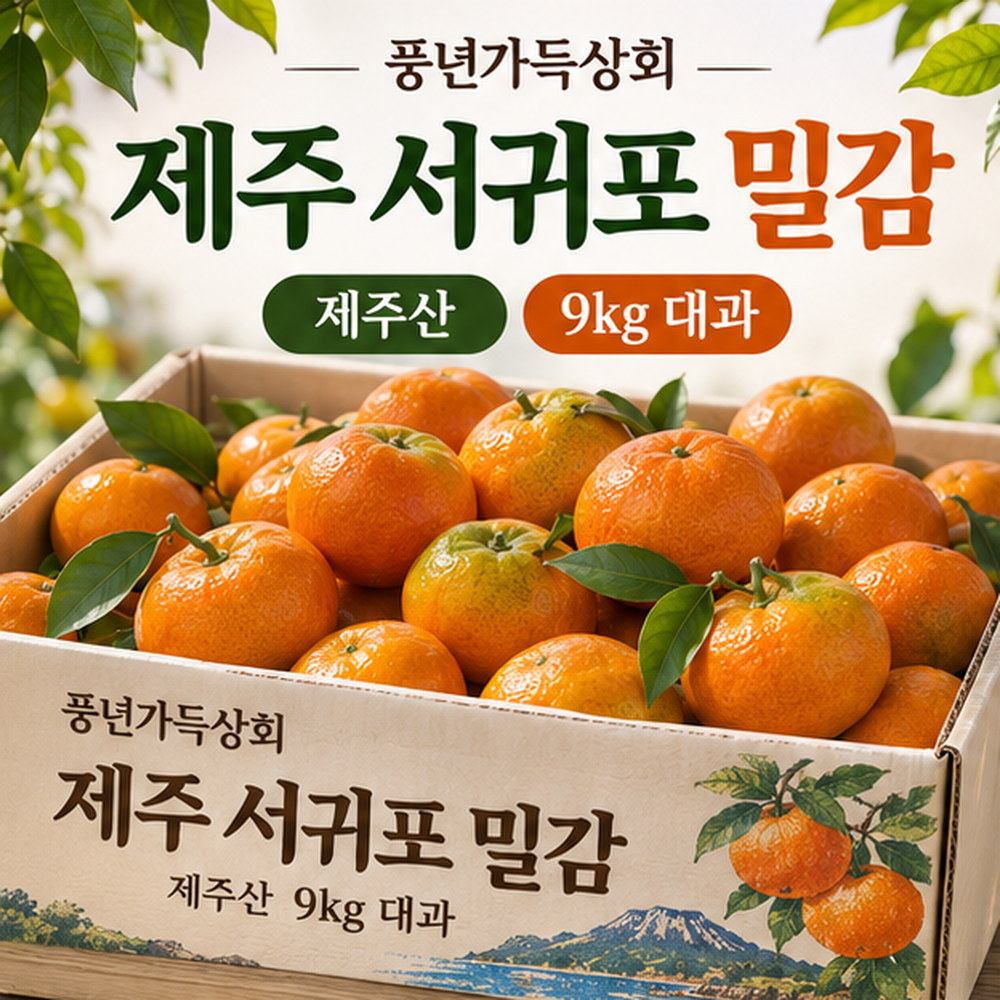 풍년가득상회
제주 서귀포 밀감
제주산
9kg 대과
풍년가득상회
제주 서귀포 밀감
제주산 9kg 대과